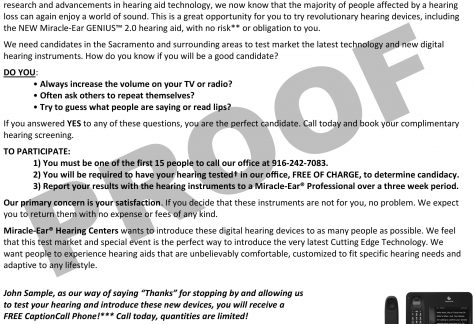 research and advancements in hearing aid technology, we now know that the majority of people affected by a hearing
loss can again enjoy a world of sound. This is a great opportunity for you to try revolutionary hearing devices, including
the NEW Miracle-Ear GENIUS™ 2.0 hearing aid, with no risk** or obligation to you.
We need candidates in the Sacramento and surrounding areas to test market the latest technology and new digital
hearing instruments. How do you know if you will be a good candidate?
DO YOU:
• Always increase the volume on your TV or radio?
• Often ask others to repeat themselves?
• Try to guess what people are saying or read lips?
If you answered YES to any of these questions, you are the perfect candidate. Call today and book your complimentary
hearing screening.
TO PARTICIPATE:
1) You must be one of the first 15 people to call our office at 916-242-7083.
2) You will be required to have your hearing tested† in our office, FREE OF CHARGE, to determine candidacy.
3) Report your results with the hearing instruments to a Miracle-Ear® Professional over a three week period.
Our primary concern is your satisfaction. If you decide that these instruments are not for you, no problem. We expect
you to return them with no expense or fees of any kind.
Miracle-Ear® Hearing Centers wants to introduce these digital hearing devices to as many people as possible. We feel
that this test market and special event is the perfect way to introduce the very latest Cutting Edge Technology. We
want people to experience hearing aids that are unbelievably comfortable, customized to fit specific hearing needs and
adaptive to any lifestyle.
John Sample, as our way of saying “Thanks” for stopping by and allowing us
to test your hearing and introduce these new devices, you will receive a
FREE CaptionCall Phone!*** Call today, quantities are limited!
PROOF